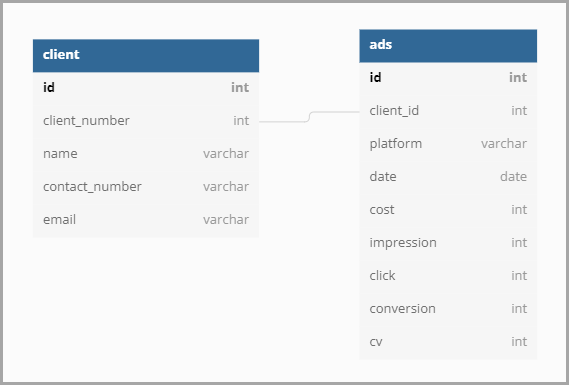 client
id int
client_number int
name varchar
contact_number varchar
email varchar
ads
id int
client_id int
platform varchar
date date
cost int
impression int
click int
conversion int
cv int